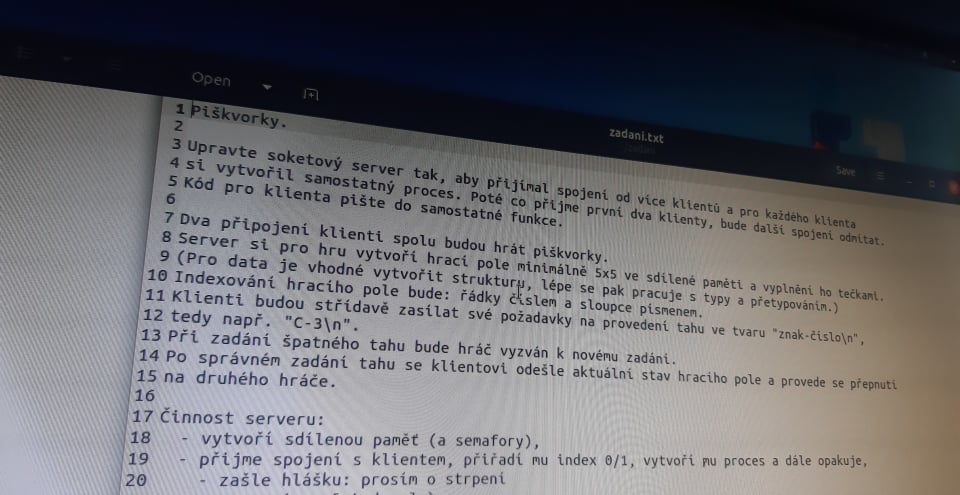 Open
zadani.txt
Save
1 Piškvorky.
2
3 Upravte soketový server tak, aby přijímal spojení od více klientů a pro každého klienta
4 si vytvořil samostatný proces. Poté co přijme první dva klienty, bude další spojení odmítat.
5 Kód pro klienta pište do samostatné funkce.
6
7 Dva připojení klienti spolu budou hrát piškvorky.
8 Server si pro hru vytvoří hrací pole minimálně 5x5 ve sdílené paměti a vyplnění ho tečkami.
9 (Pro data je vhodné vytvořit strukturu, lépe se pak pracuje s typy a přetypováním.)
10 Indexování hracího pole bude: řádky číslem a sloupce písmenem.
11 Klienti budou střídavě zasílat své požadavky na provedení tahu ve tvaru "znak-číslo\n",
12 tedy např. "C-3\n".
13 Při zadání špatného tahu bude hráč vyzván k novému zadání.
14 Po správném zadání tahu se klientovi odešle aktuální stav hracího pole a provede se přepnutí
15 na druhého hráče.
16
17 Činnost serveru:
18 - vytvoří sdílenou paměť (a semafory),
19 - přijme spojení s klientem, přiřadí mu index 0/1, vytvoří mu proces a dále opakuje,
20 - zašle hlášku: prosím o strpení